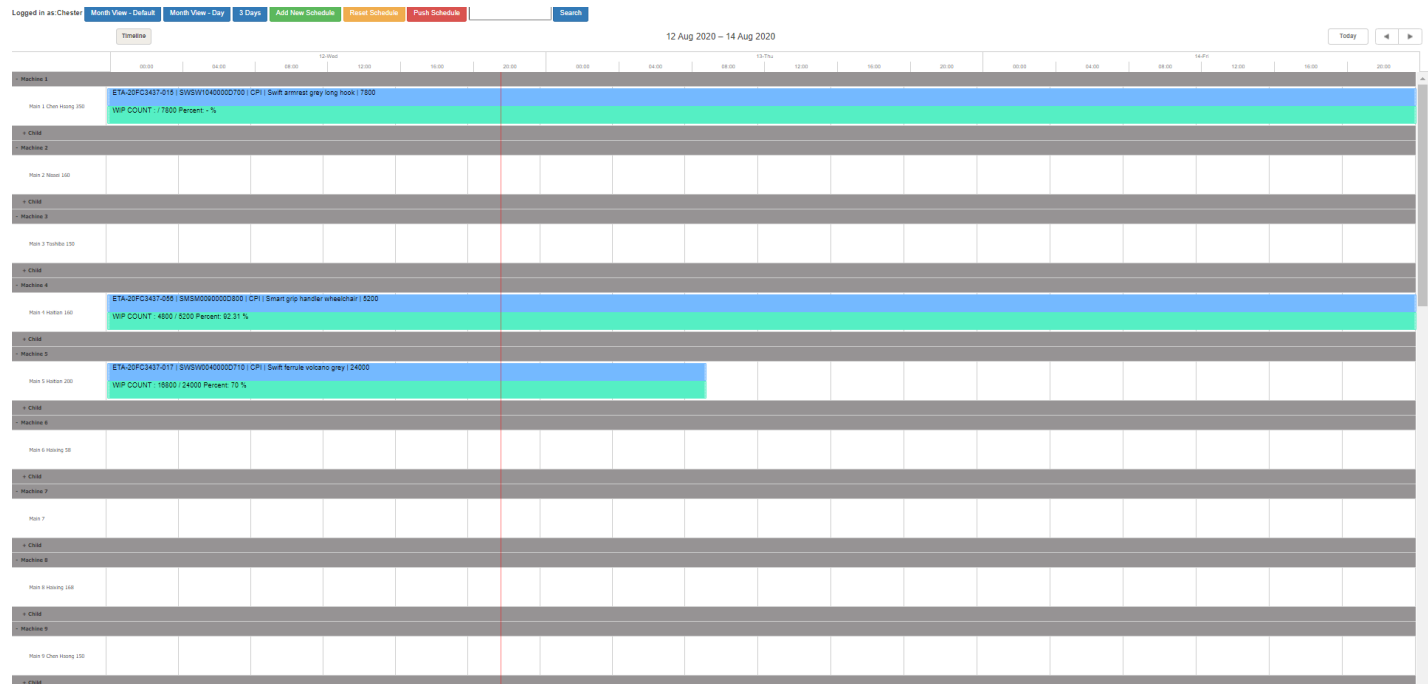 Logged in as:Chester Month View - Default Month View - Day 3 Days Add New Schedule Reset Schedule Push Schedule Search
Timeline 12 Aug 2020 – 14 Aug 2020 Today
12-Wed 13-Thu 14-Fri
00:00 04:00 08:00 12:00 16:00 20:00 00:00 04:00 08:00 12:00 16:00 20:00 00:00 04:00 08:00 12:00 16:00 20:00
- Machine 1
ETA-20FC3437-015 | SWSW1040000D700 | CPI | Swift armrest grey long hook | 7800
Main 1 Chen Hsong 350
WIP COUNT : / 7800 Percent: - %
+ Child
- Machine 2
Main 2 Nissei 160
+ Child
- Machine 3
Main 3 Toshiba 150
+ Child
- Machine 4
ETA-20FC3437-056 | SMSM0090000D800 | CPI | Smart grip handler wheelchair | 5200
Main 4 Haitian 160
WIP COUNT : 4800 / 5200 Percent: 92.31 %
+ Child
- Machine 5
ETA-20FC3437-017 | SWSW0040000D710 | CPI | Swift ferrule volcano grey | 24000
Main 5 Haitian 200
WIP COUNT : 16800 / 24000 Percent: 70 %
+ Child
- Machine 6
Main 6 Haixing 58
+ Child
- Machine 7
Main 7
+ Child
- Machine 8
Main 8 Haixing 168
+ Child
- Machine 9
Main 9 Chen Hsong 150
+ Child